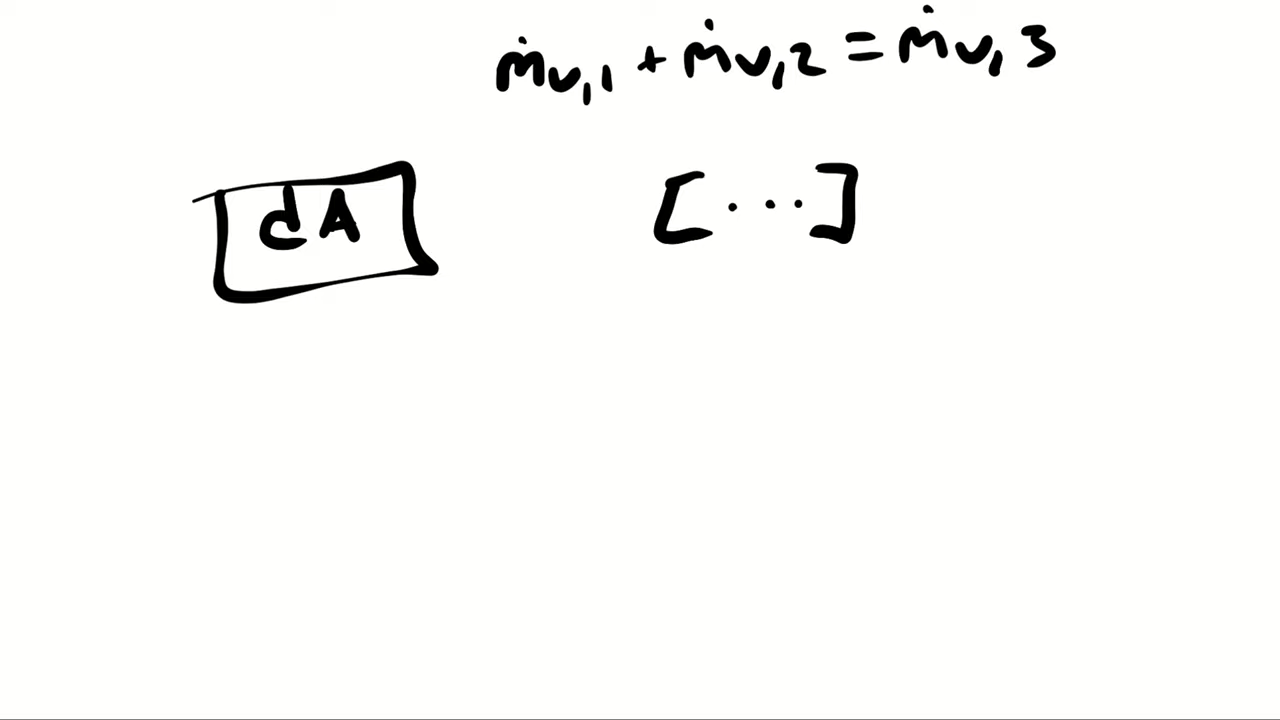 ṁv,1 + ṁv,2 = ṁv,3
dA
[...]